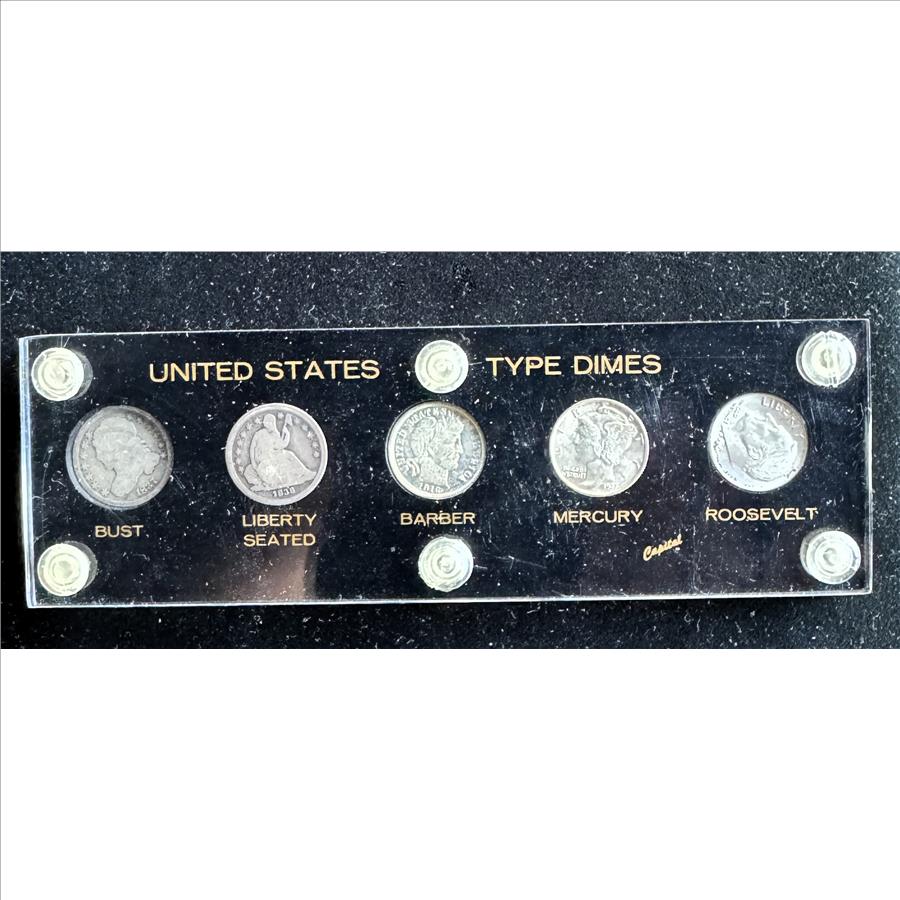 UNITED STATES TYPE DIMES
BUST
LIBERTY
SEATED
BARBER
MERCURY
ROOSEVELT
Capital